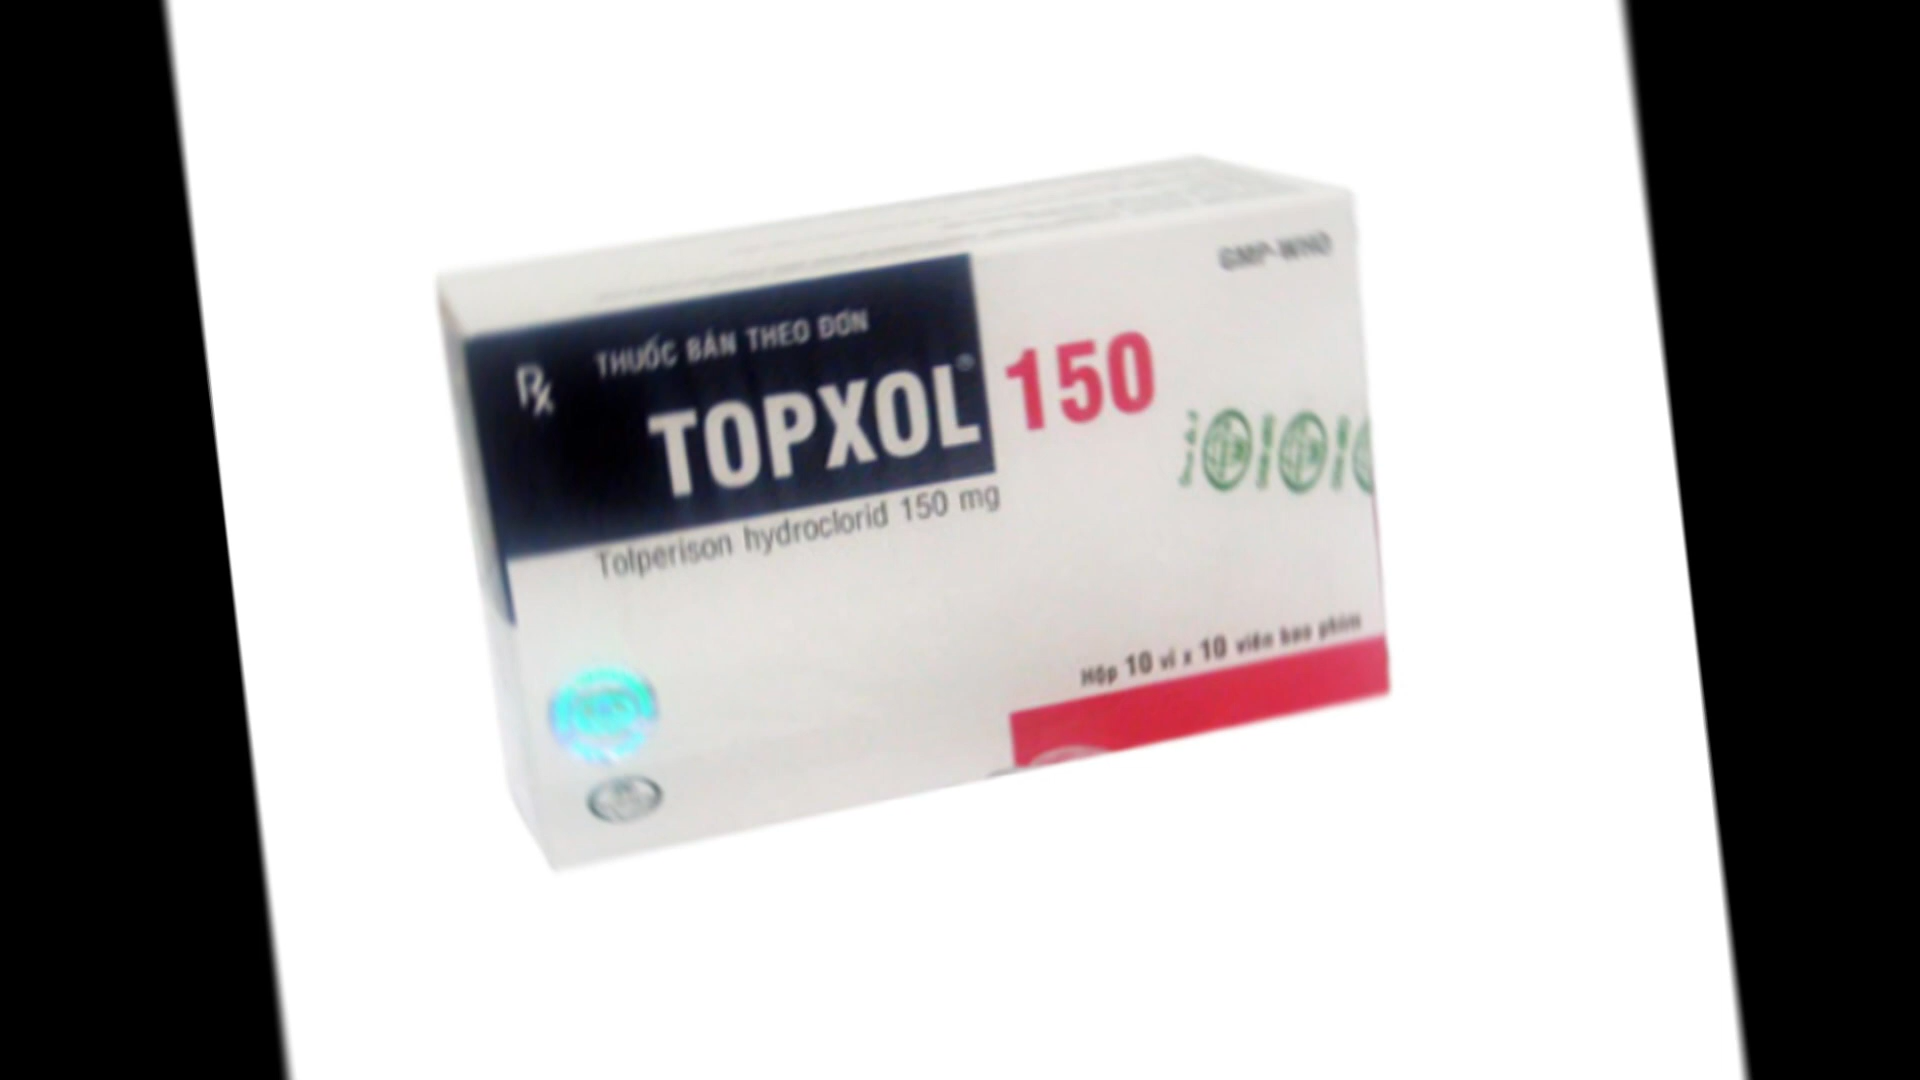 GMP-WHO
Rx THUỐC BÁN THEO ĐƠN
TOPXOL® 150
Tolperison hydroclorid 150 mg
Hộp 10 vỉ x 10 viên bao phim